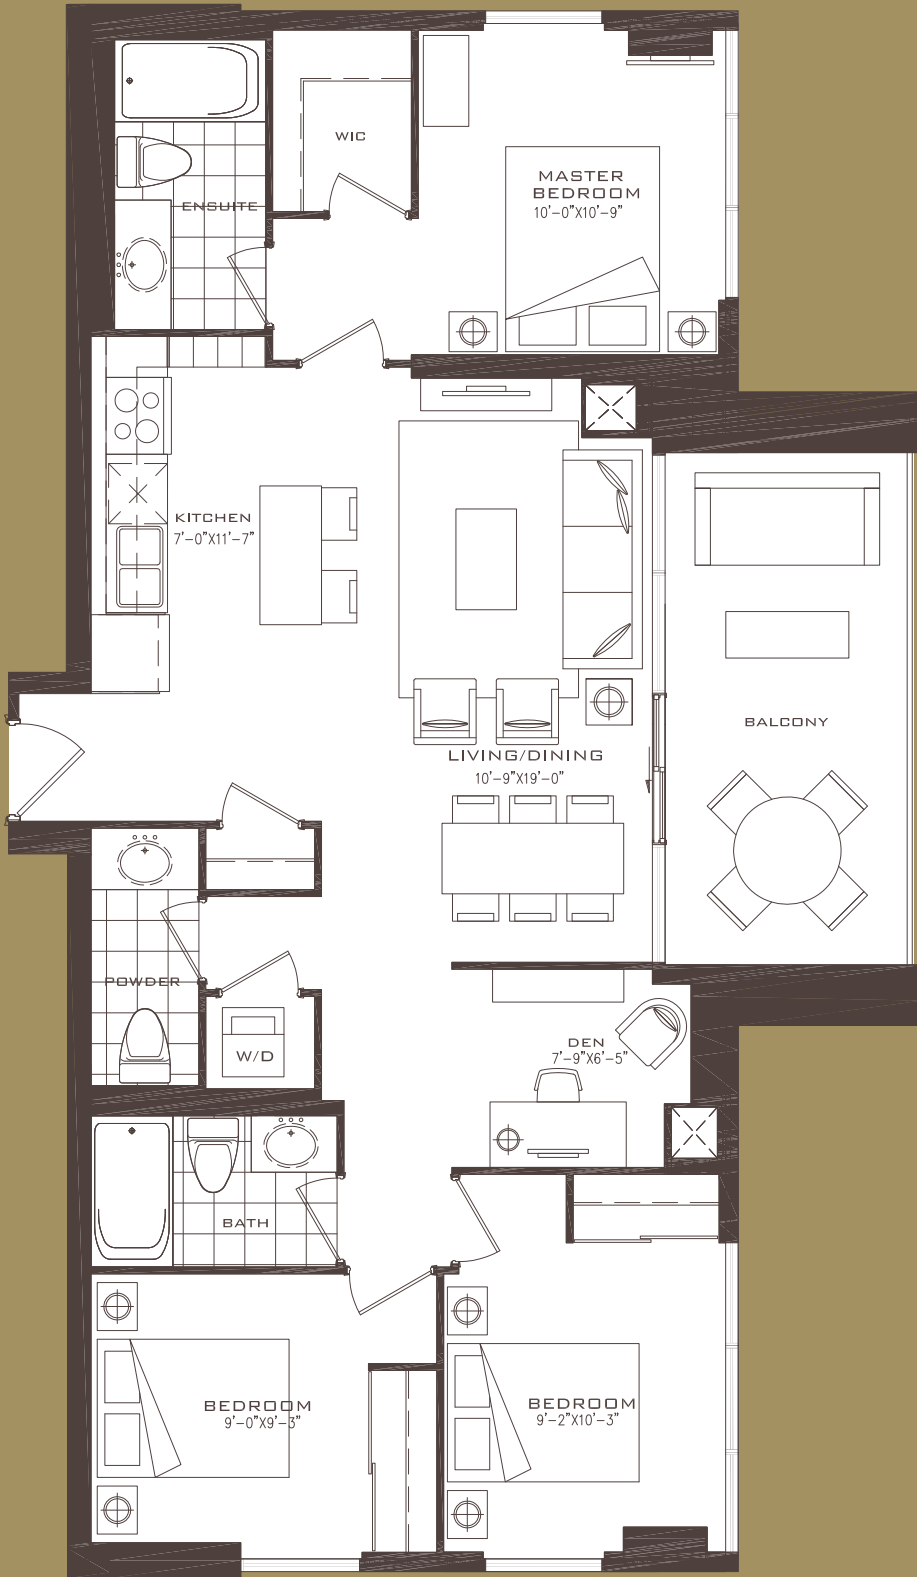 WIC
MASTER
BEDROOM
10'-0"X10'-9"
ENSUITE
KITCHEN
7'-0"X11'-7"
BALCONY
LIVING/DINING
10'-9"X19'-0"
POWDER
W/D
DEN
7'-9"X6'-5"
BATH
BEDROOM
9'-0"X9'-3"
BEDROOM
9'-2"X10'-3"